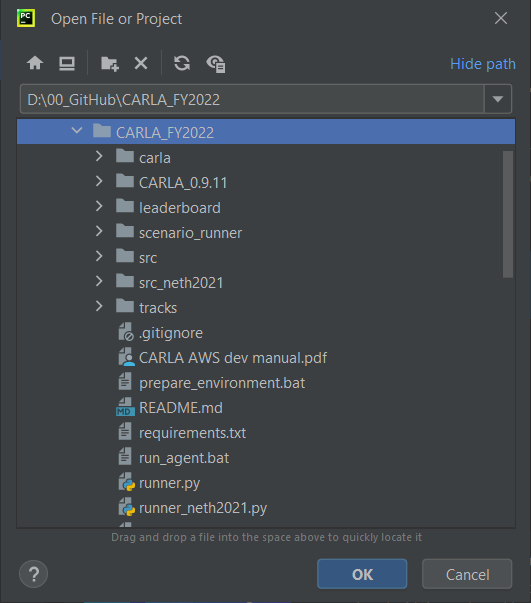 PC
Open File or Project
Hide path
D:\00_GitHub\CARLA_FY2022
CARLA_FY2022
carla
CARLA_0.9.11
leaderboard
scenario_runner
src
src_neth2021
tracks
.gitignore
CARLA AWS dev manual.pdf
prepare_environment.bat
MD README.md
requirements.txt
run_agent.bat
runner.py
runner_neth2021.py
Drag and drop a file into the space above to quickly locate it
? OK Cancel